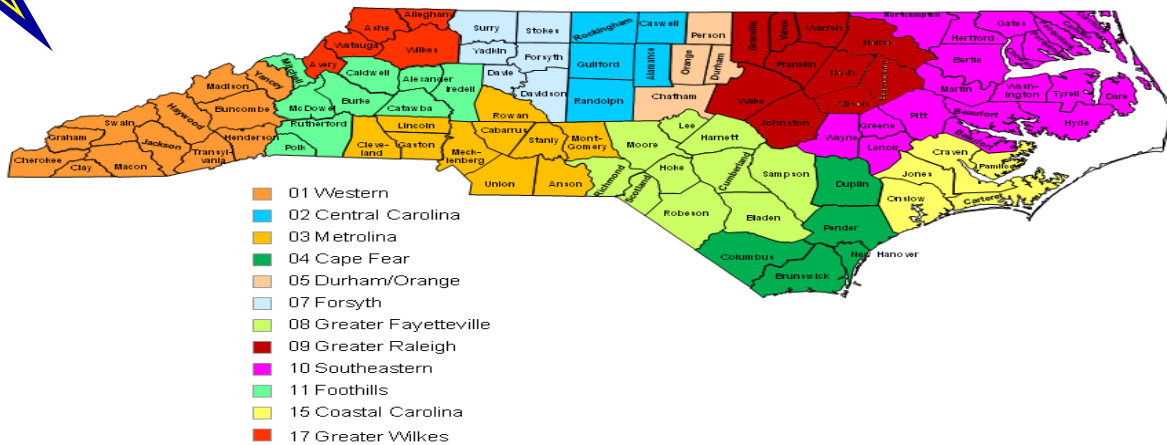 Alleghany
Ashe
Surry
Stokes
Rockingham
Caswell
Person
Granville
Vance
Warren
Northampton
Gates
Watauga
Wilkes
Yadkin
Forsyth
Guilford
Alamance
Orange
Durham
Halifax
Hertford
Avery
Mitchell
Caldwell
Alexander
Davie
Franklin
Nash
Bertie
Yancey
Madison
Iredell
Davidson
Randolph
Chatham
Wake
Wilson
Martin
Wash-
ington
Tyrell
Dare
McDowel
Burke
Catawba
Rowan
Buncombe
Haywood
Swain
Rutherford
Lincoln
Cabarrus
Stanly
Mont-
Gomery
Lee
Harnett
Johnston
Greene
Pitt
Beaufort
Hyde
Graham
Jackson
Henderson
Polk
Cleve-
land
Gaston
Meck-
lenberg
Moore
Wayne
Lenoir
Craven
Pamlico
Cherokee
Clay
Macon
Transyl-
vania
Union
Anson
Richmond
Scotland
Hoke
Cumberland
Sampson
Duplin
Jones
Onslow
Carteret
Robeson
Bladen
Pender
Columbus
New Hanover
Brunswick
01 Western
02 Central Carolina
03 Metrolina
04 Cape Fear
05 Durham/Orange
07 Forsyth
08 Greater Fayetteville
09 Greater Raleigh
10 Southeastern
11 Foothills
15 Coastal Carolina
17 Greater Wilkes